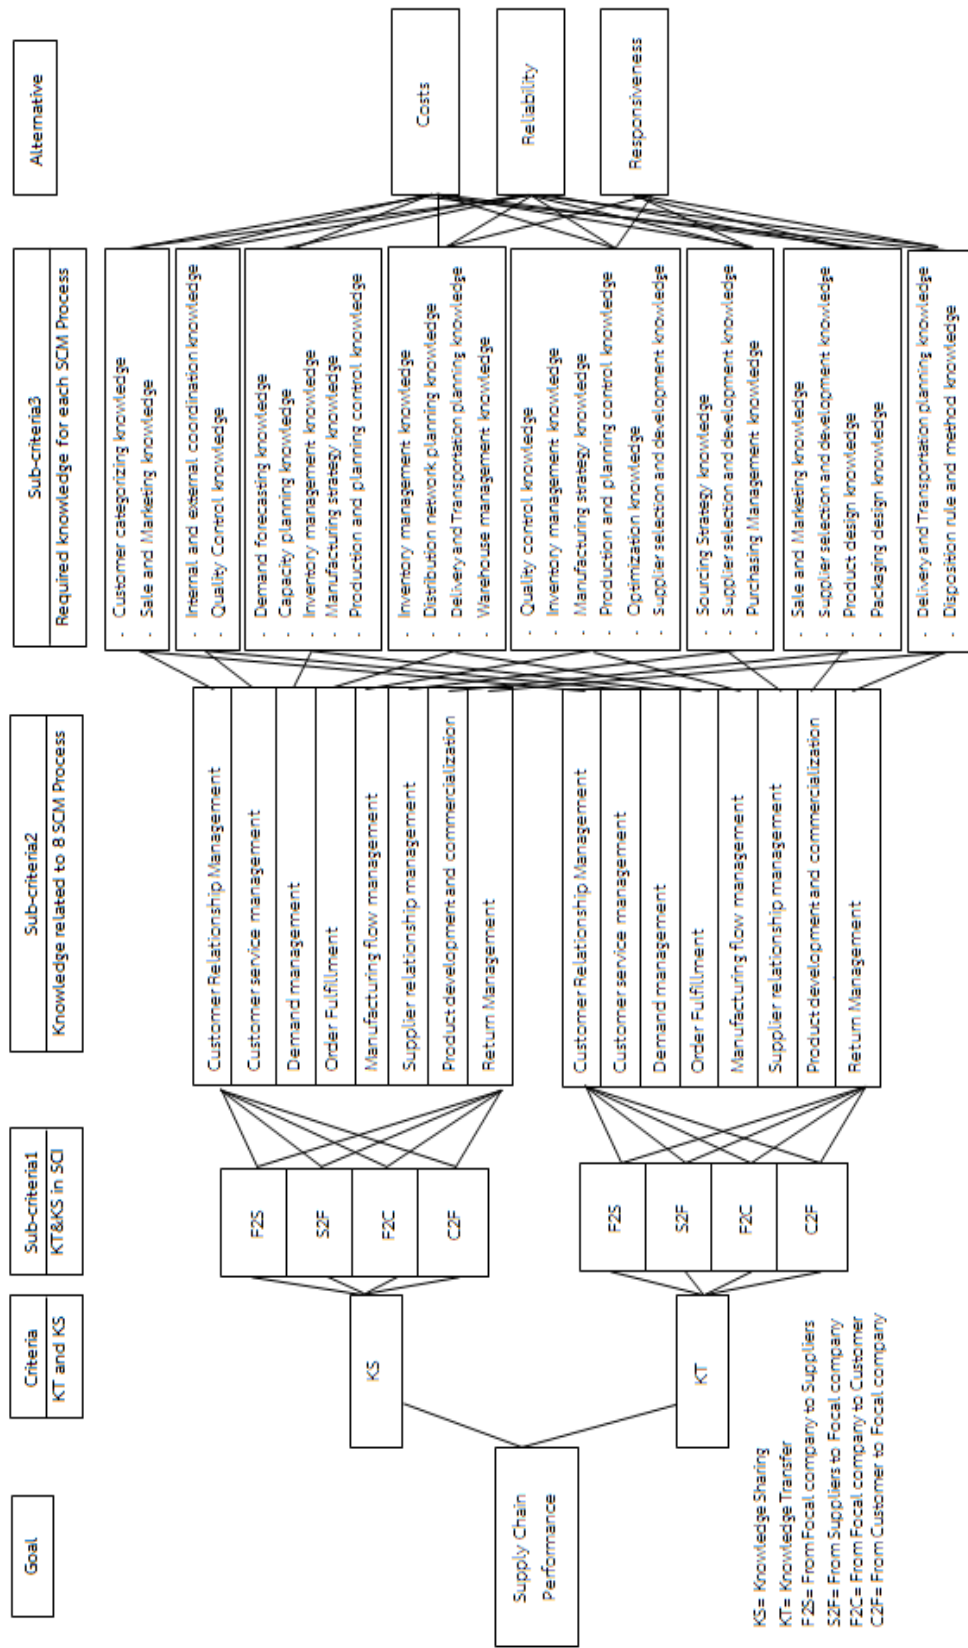 Goal
Criteria
KT and KS
Sub-criteria1
KT&KS in SCI
Sub-criteria2
Knowledge related to 8 SCM Process
Sub-criteria3
Required knowledge for each SCM Process
Alternative
Supply Chain
Performance
KS
KT
F2S
S2F
F2C
C2F
F2S
S2F
F2C
C2F
Customer Relationship Management
Customer service management
Demand management
Order Fulfillment
Manufacturing flow management
Supplier relationship management
Product development and commercialization
Return Management
Customer Relationship Management
Customer service management
Demand management
Order Fulfillment
Manufacturing flow management
Supplier relationship management
Product development and commercialization
Return Management
- Customer categorizing knowledge
- Sale and Marketing knowledge
- Internal and external coordination knowledge
- Quality Control knowledge
- Demand forecasting knowledge
- Capacity planning knowledge
- Inventory management knowledge
- Manufacturing strategy knowledge
- Production and planning control knowledge
- Inventory management knowledge
- Distribution network planning knowledge
- Delivery and Transportation planning knowledge
- Warehouse management knowledge
- Quality control knowledge
- Inventory management knowledge
- Manufacturing strategy knowledge
- Production and planning control knowledge
- Optimization knowledge
- Supplier selection and development knowledge
- Sourcing Strategy knowledge
- Supplier selection and development knowledge
- Purchasing Management knowledge
- Sale and Marketing knowledge
- Supplier selection and development knowledge
- Product design knowledge
- Packaging design knowledge
- Delivery and Transportation planning knowledge
- Disposition rule and method knowledge
Costs
Reliability
Responsiveness
KS= Knowledge Sharing
KT= Knowledge Transfer
F2S= From Focal company to Suppliers
S2F= From Suppliers to Focal company
F2C= From Focal company to Customer
C2F= From Customer to Focal company